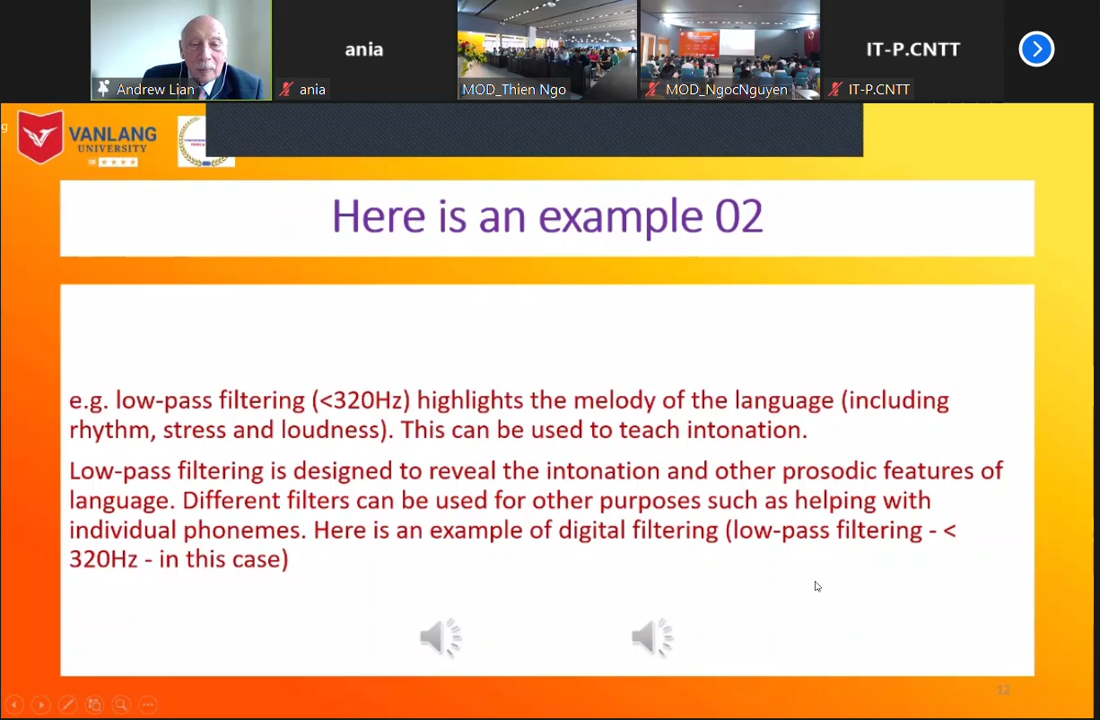 ania
IT-P.CNTT
Andrew Lian
ania
MOD_Thien Ngo
MOD_NgocNguyen
IT-P.CNTT
g
VANLANG
UNIVERSITY
Here is an example 02
e.g. low-pass filtering (<320Hz) highlights the melody of the language (including
rhythm, stress and loudness). This can be used to teach intonation.
Low-pass filtering is designed to reveal the intonation and other prosodic features of
language. Different filters can be used for other purposes such as helping with
individual phonemes. Here is an example of digital filtering (low-pass filtering - <
320Hz - in this case)
12